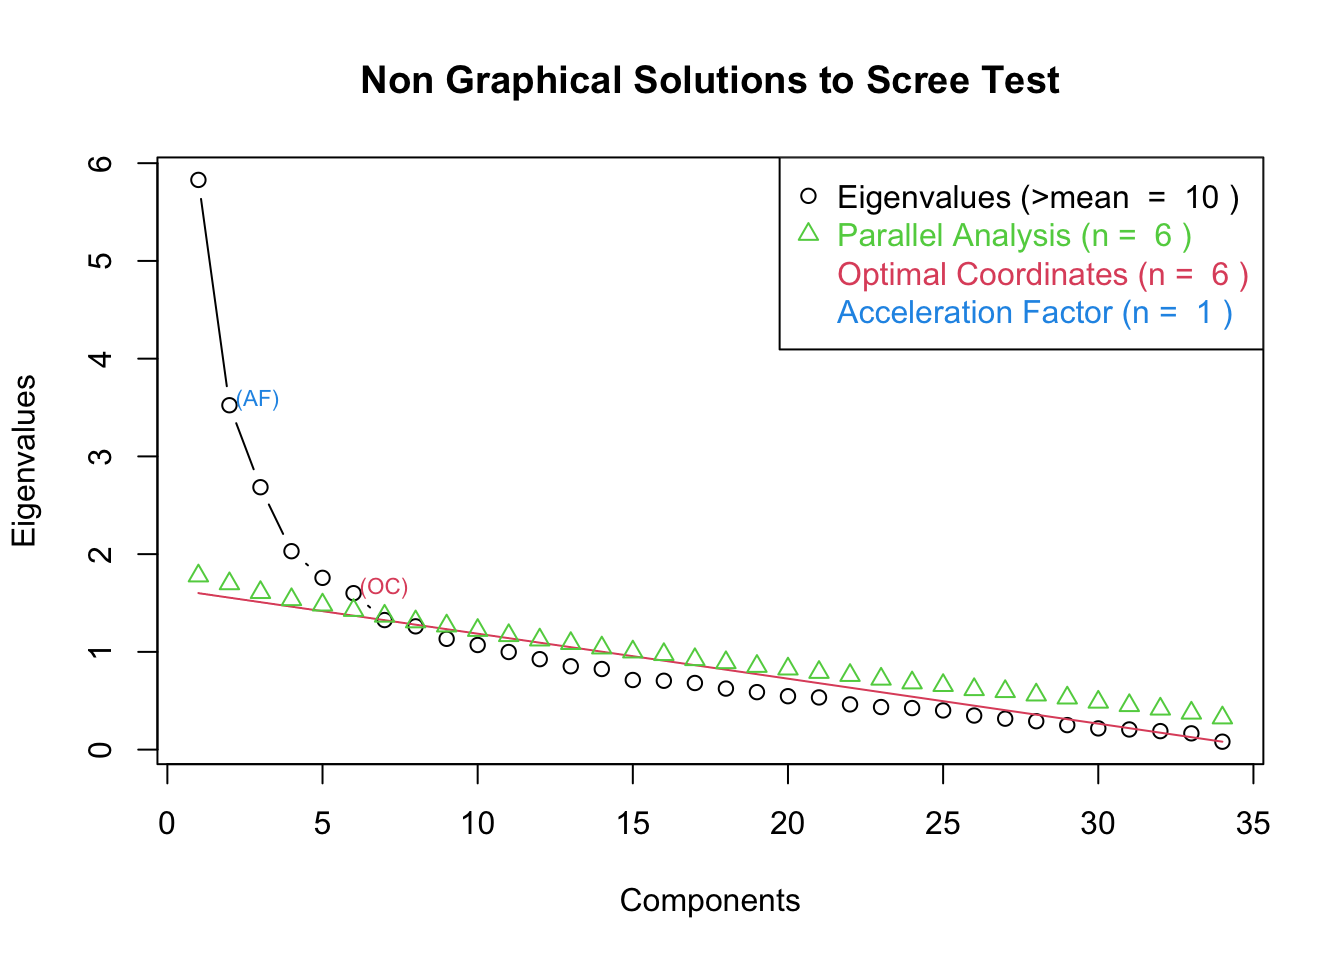 Non Graphical Solutions to Scree Test
Eigenvalues (>mean  =  10 )
Parallel Analysis (n =  6 )
Optimal Coordinates (n =  6 )
Acceleration Factor (n =  1 )
(AF)
(OC)
Eigenvalues
6
5
4
3
2
1
0
0 5 10 15 20 25 30 35
Components